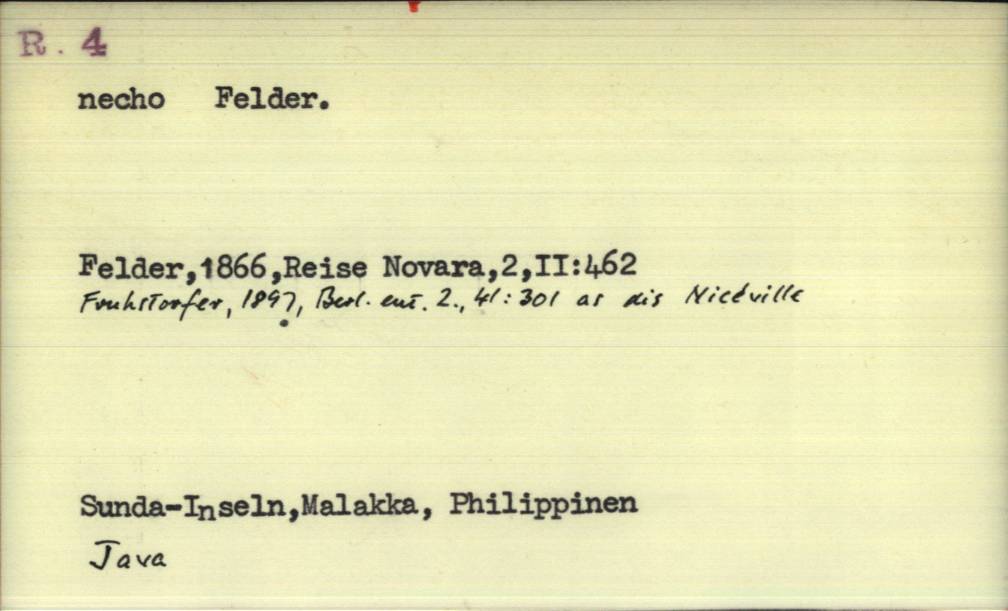 R. 4
necho Felder.
Felder,1866,Reise Novara,2,II:462
Fruhstorfer, 1897, Berl. ent. Z., 41: 301 as dis Nicéville
Sunda-Inseln,Malakka, Philippinen
Java